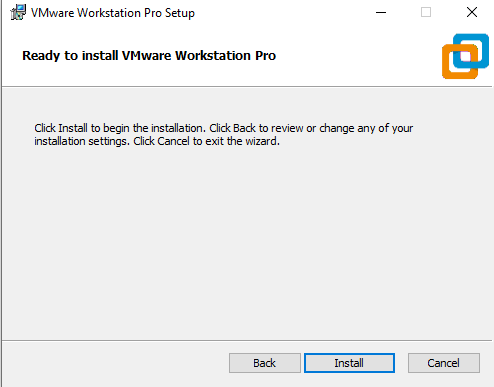 VMware Workstation Pro Setup
Ready to install VMware Workstation Pro
Click Install to begin the installation. Click Back to review or change any of your
installation settings. Click Cancel to exit the wizard.
Back
Install
Cancel